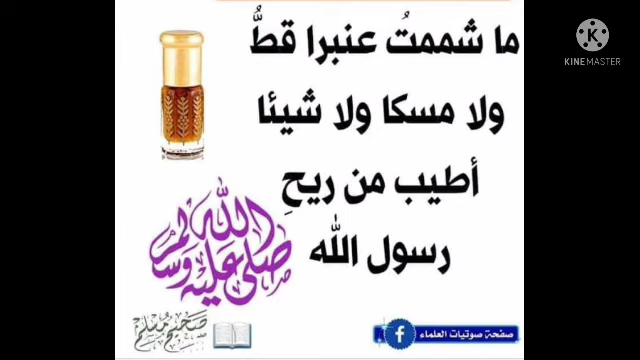 ما شممتُ عنبرا قطُّ
ولا مسكا ولا شيئا
أطيب من ريحِ
رسول الله
صلى الله عليه وسلم
صحيح مسلم
صفحة صوتيات العلماء
f
K
KINEMASTER